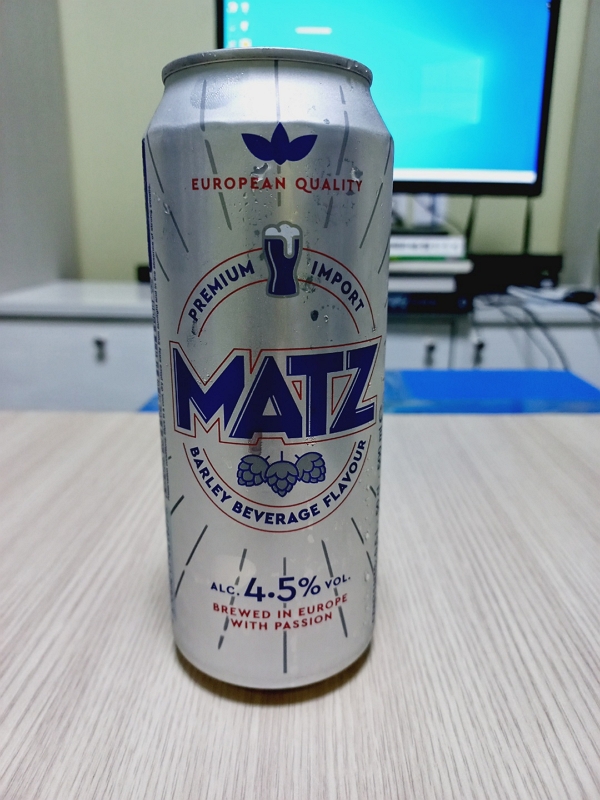 EUROPEAN QUALITY
PREMIUM IMPORT
MATZ
BARLEY BEVERAGE FLAVOUR
ALC. 4.5% VOL.
BREWED IN EUROPE
WITH PASSION